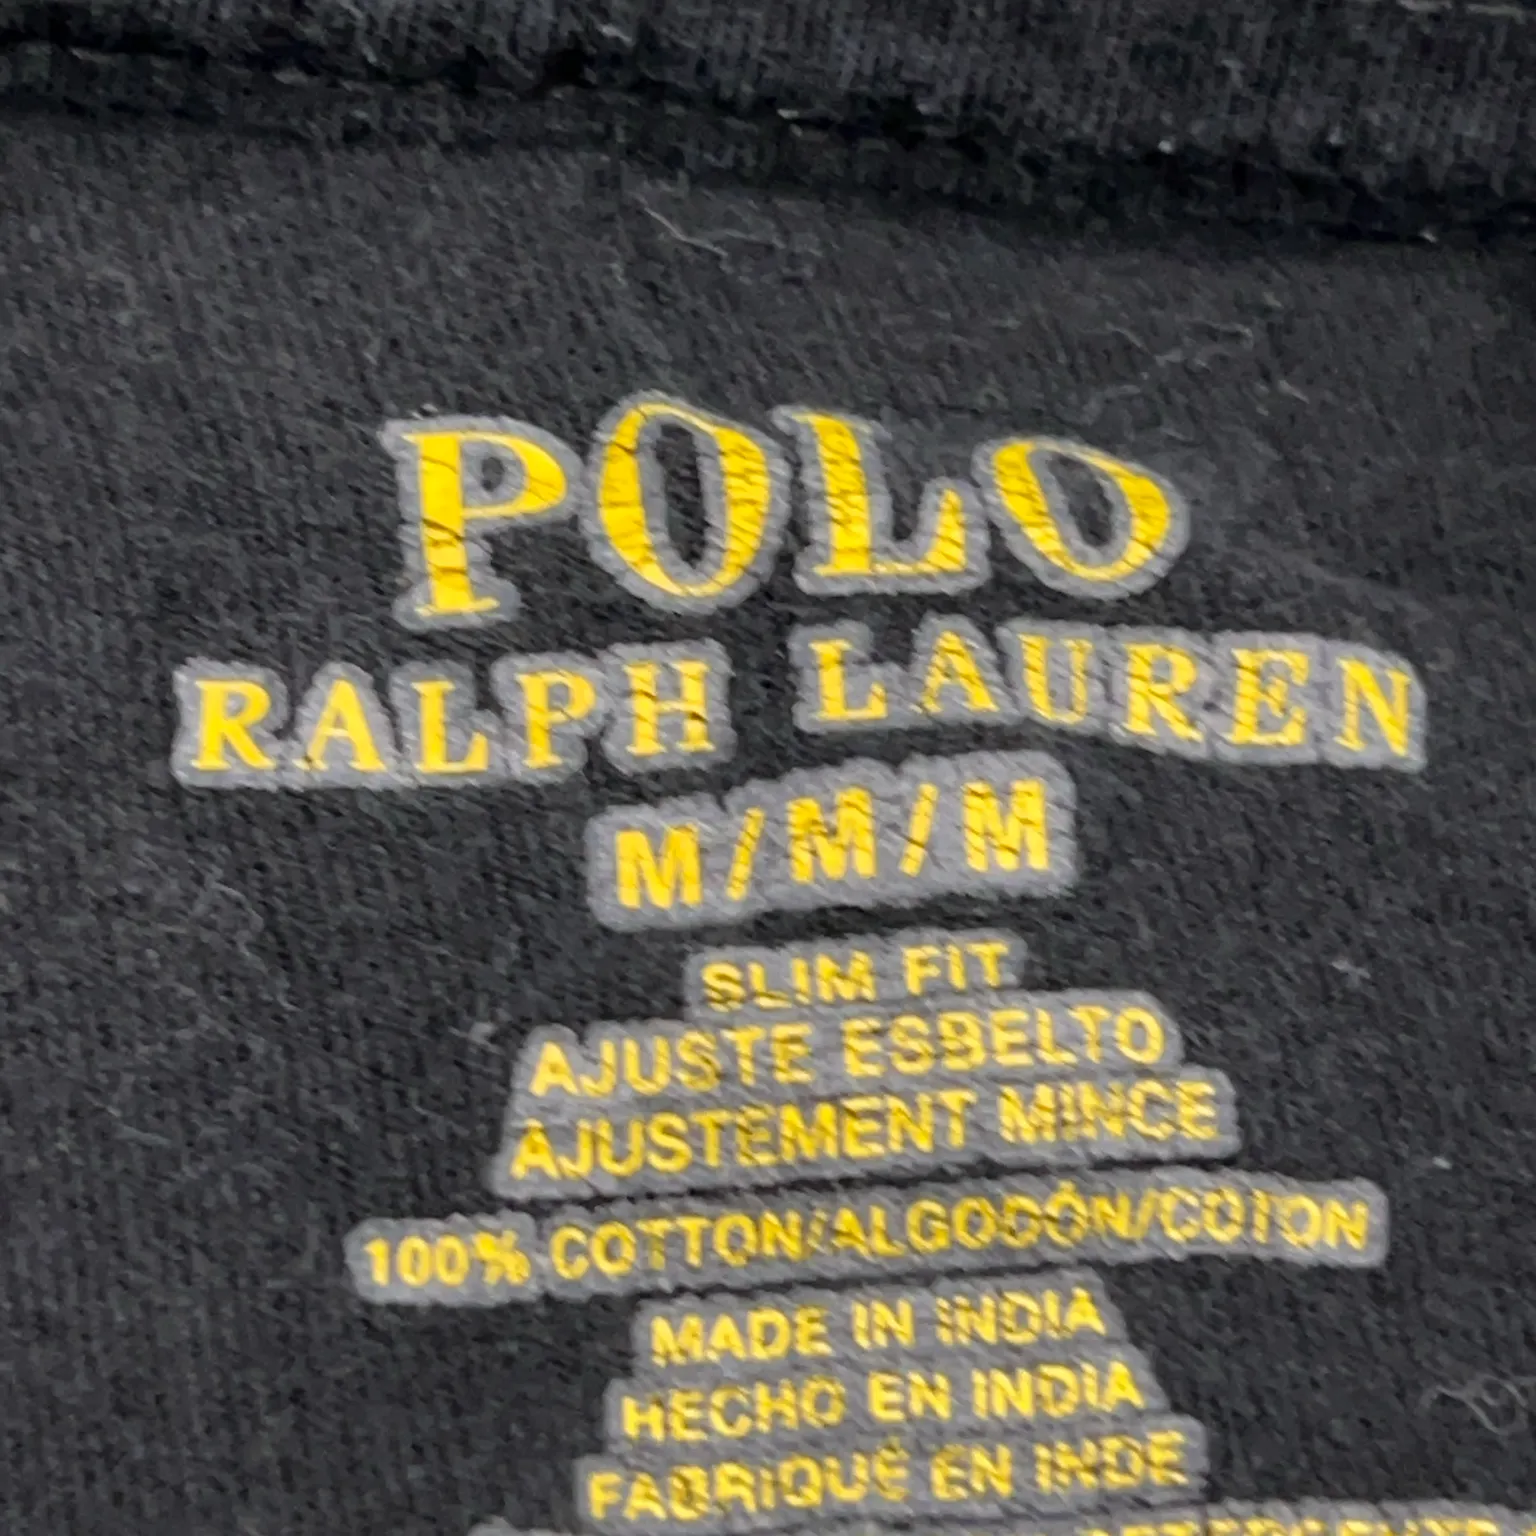 POLO
RALPH LAUREN
M/M/M
SLIM FIT
AJUSTE ESBELTO
AJUSTEMENT MINCE
100% COTTON/ALGODÓN/COTON
MADE IN INDIA
HECHO EN INDIA
FABRIQUÉ EN INDE